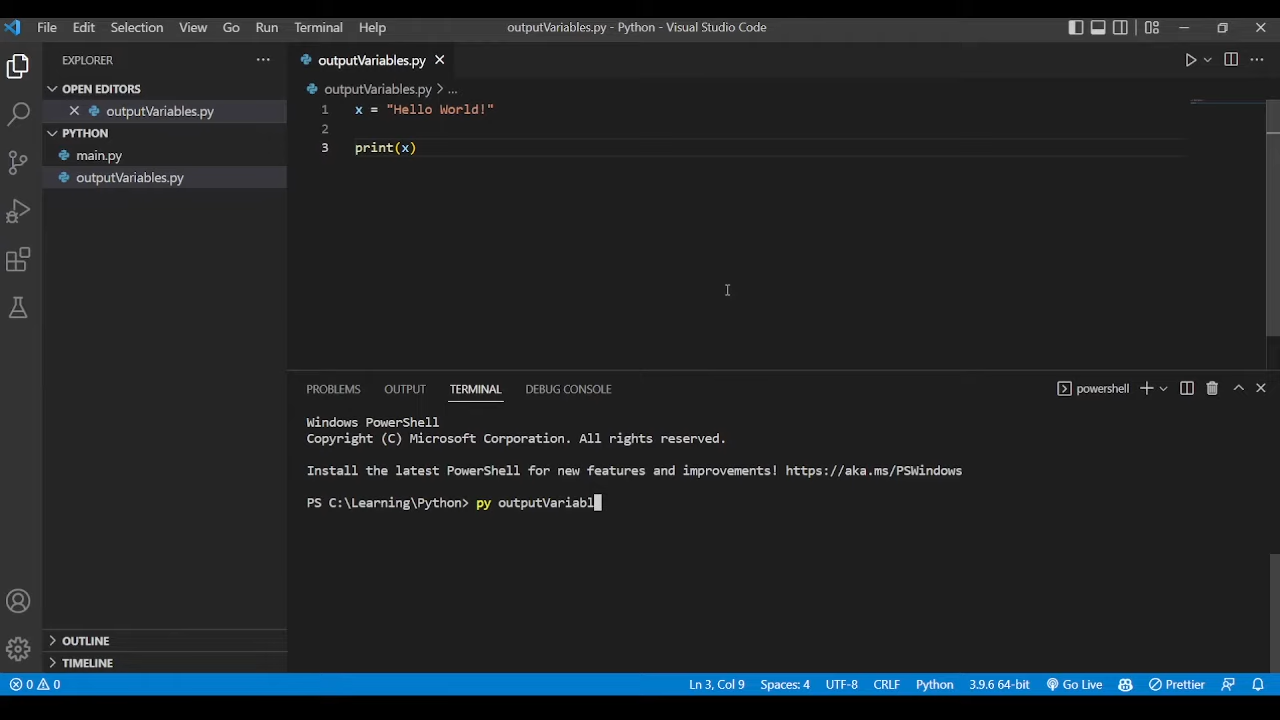 File Edit Selection View Go Run Terminal Help
outputVariables.py - Python - Visual Studio Code
EXPLORER
OPEN EDITORS
outputVariables.py
PYTHON
main.py
outputVariables.py
OUTLINE
TIMELINE
outputVariables.py
outputVariables.py > ...
1 x = "Hello World!"
2
3 print(x)
PROBLEMS OUTPUT TERMINAL DEBUG CONSOLE
powershell
Windows PowerShell
Copyright (C) Microsoft Corporation. All rights reserved.
Install the latest PowerShell for new features and improvements! https://aka.ms/PSWindows
PS C:\Learning\Python> py outputVariabl
0 0
Ln 3, Col 9 Spaces: 4 UTF-8 CRLF Python 3.9.6 64-bit Go Live Prettier